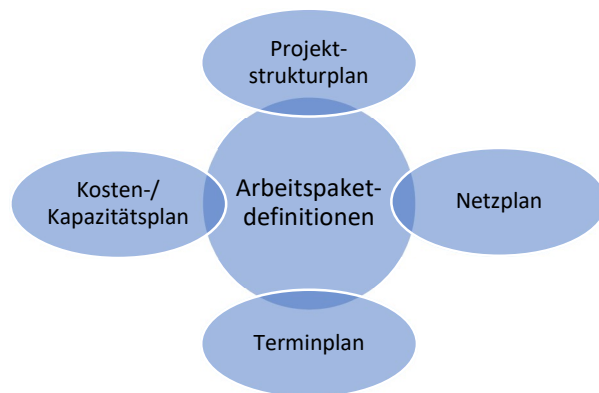 Projekt-
strukturplan
Kosten-/
Kapazitätsplan
Arbeitspaket-
definitionen
Netzplan
Terminplan